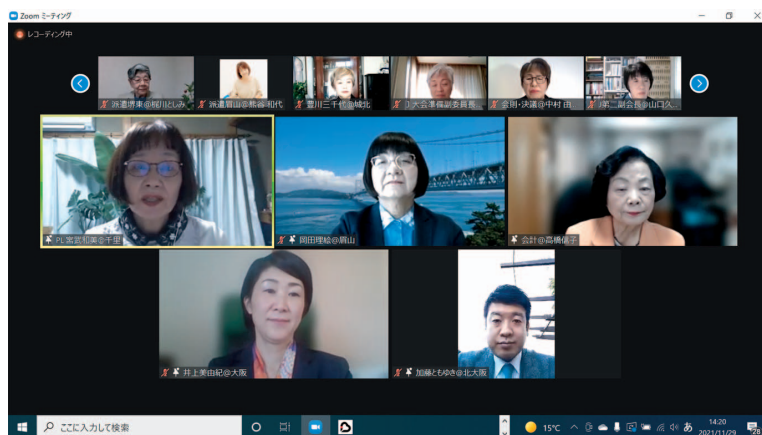 Zoom ミーティング
レコーディング中
派遣堺東@梶川としみ
派遣眉山@熊谷和代
豊川三千代@城北
J.大会準備副委員長
会則・決議@中村 由
J第二副会長@山口久...
PL宮武和美@千里
岡田理絵@眉山
会計@高橋信子
井上美由紀@大阪
加藤ともゆき@北大阪
ここに入力して検索
15°C
あ
14:20
2021/11/29
28